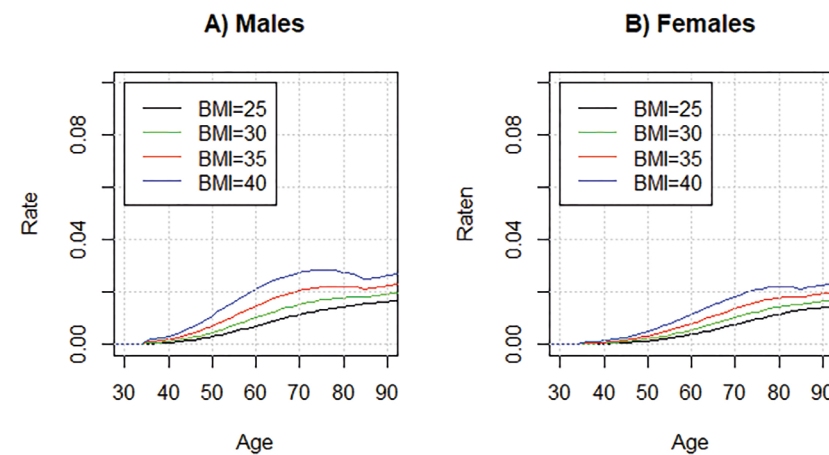 A) Males
BMI=25
BMI=30
BMI=35
BMI=40
Rate
0.00
0.04
0.08
30 40 50 60 70 80 90
Age
B) Females
BMI=25
BMI=30
BMI=35
BMI=40
Raten
0.00
0.04
0.08
30 40 50 60 70 80 90
Age